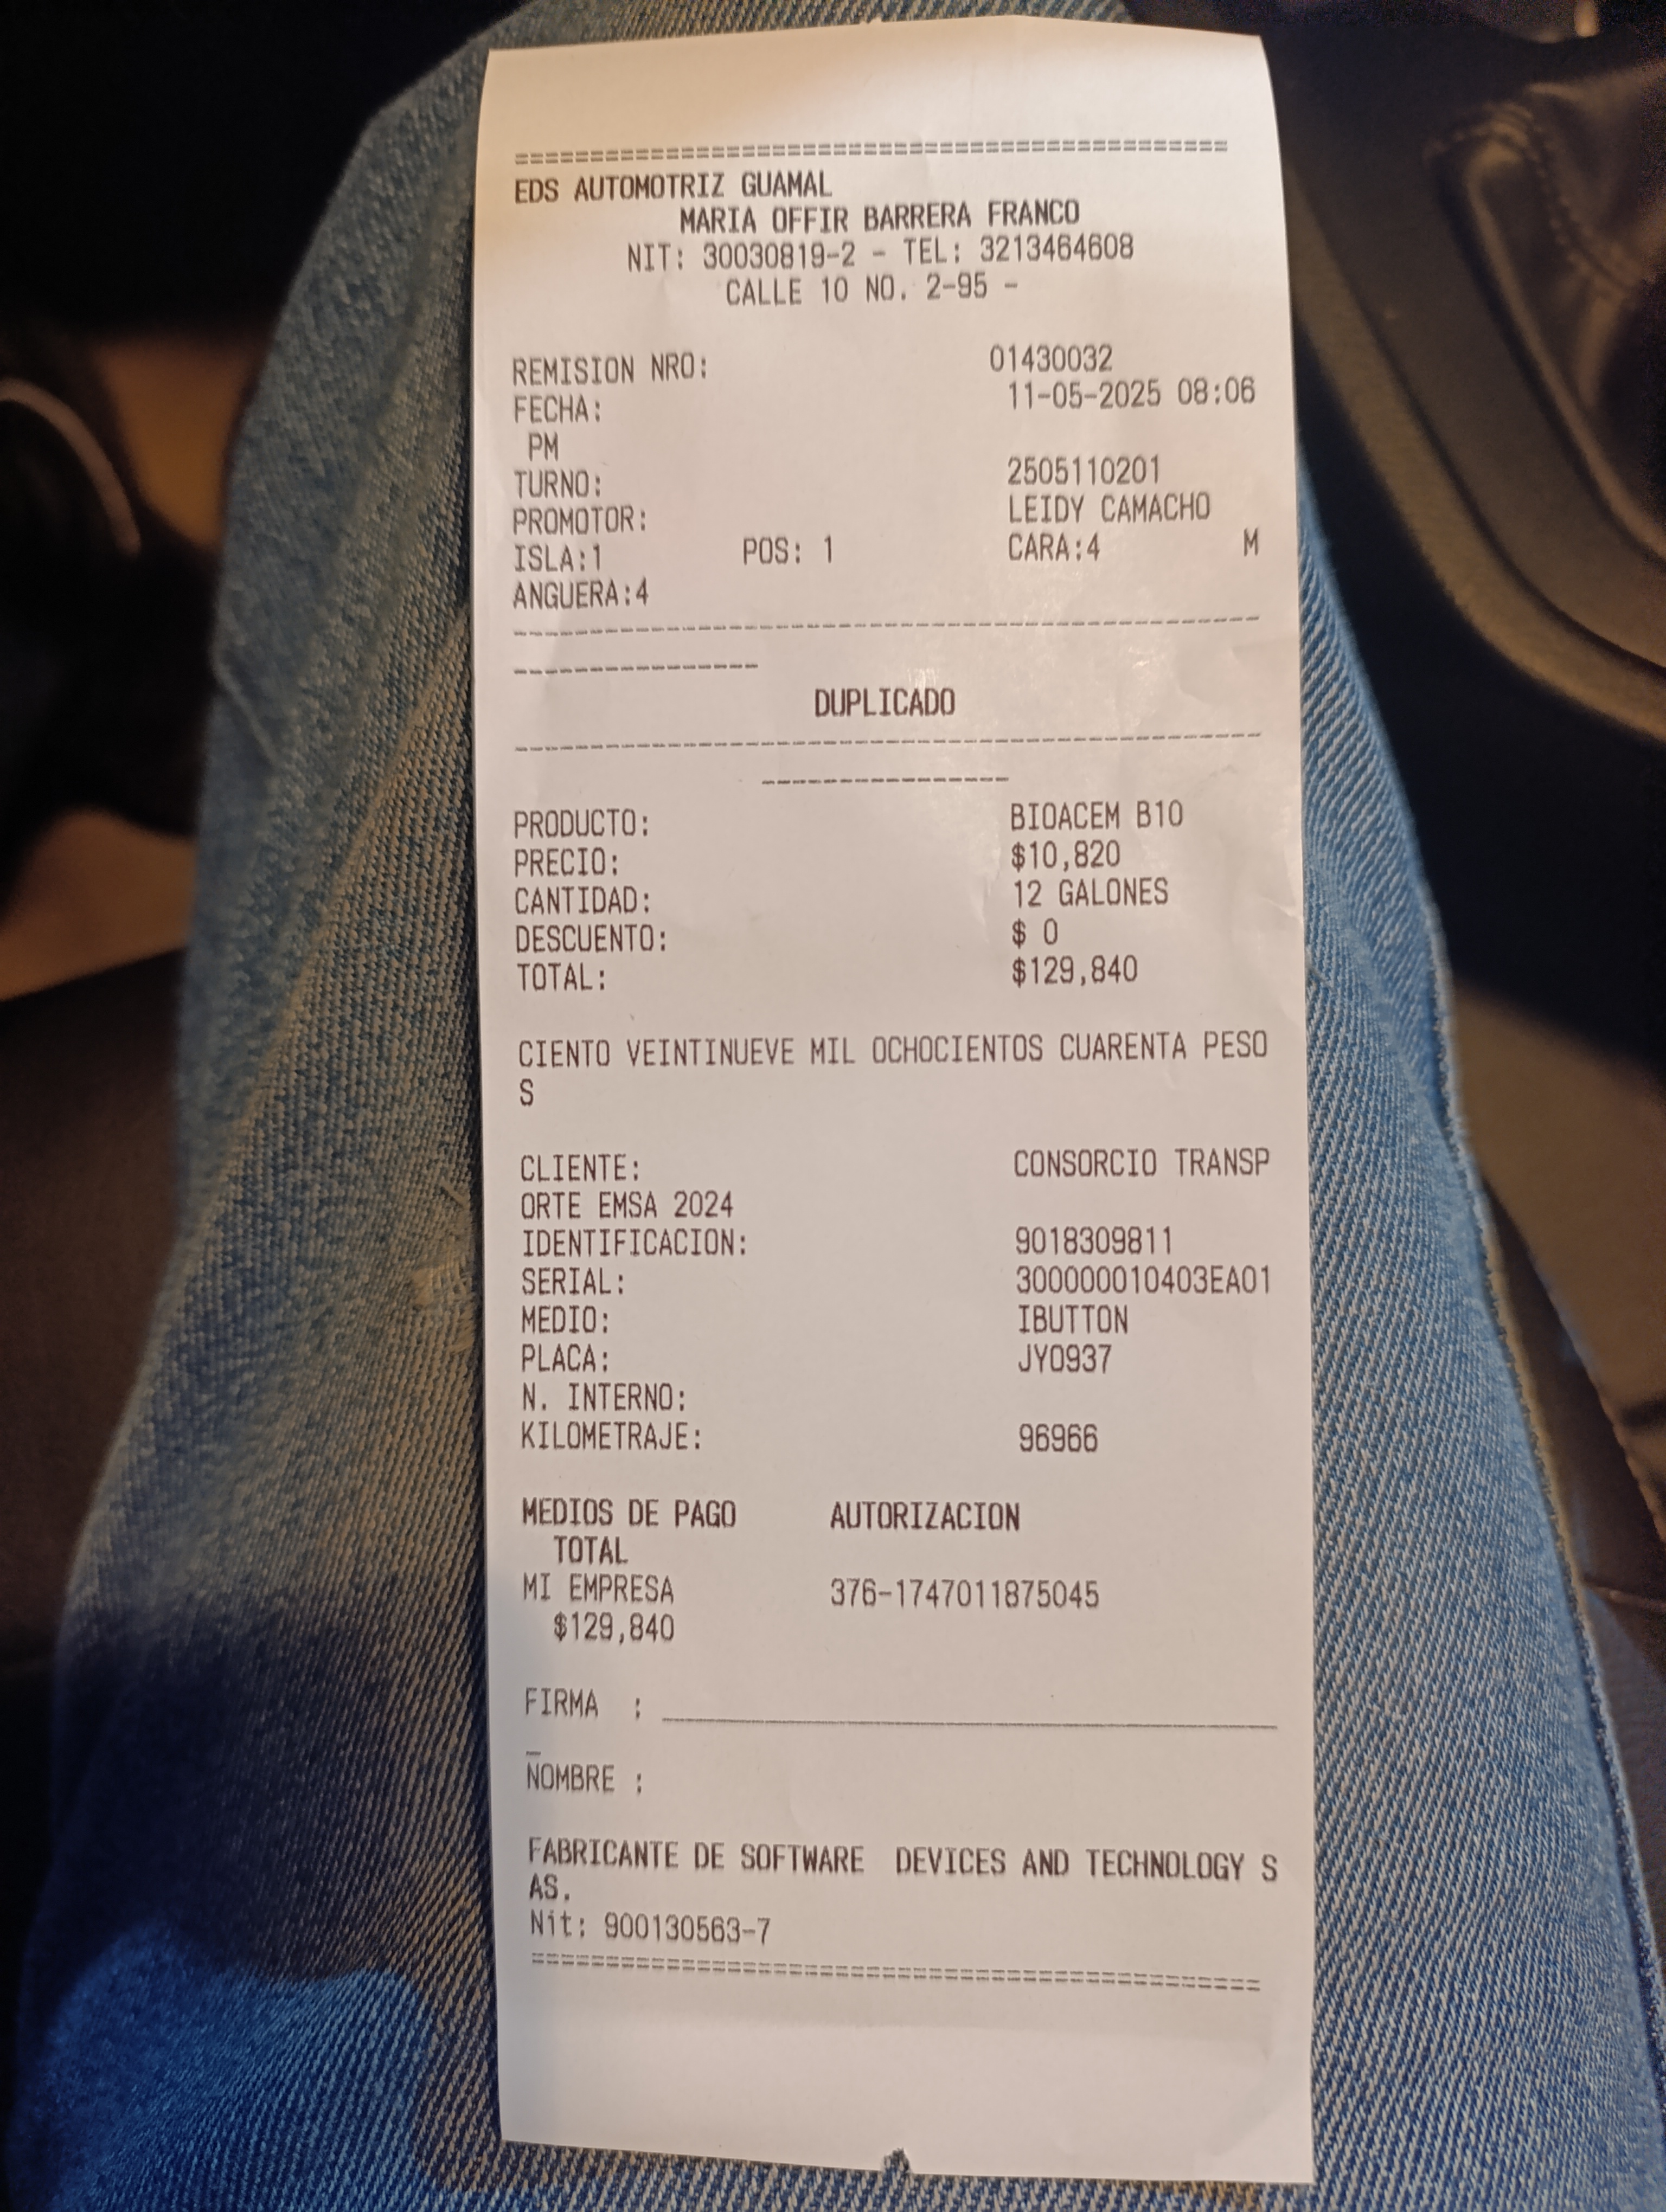 ================================================
EDS AUTOMOTRIZ GUAMAL
MARIA OFFIR BARRERA FRANCO
NIT: 30030819-2 - TEL: 3213464608
CALLE 10 NO. 2-95 -
REMISION NRO: 01430032
FECHA: 11-05-2025 08:06
PM
TURNO: 2505110201
PROMOTOR: LEIDY CAMACHO
ISLA:1 POS: 1 CARA:4 M
ANGUERA:4
------------------------------------------------
----------------
DUPLICADO
------------------------------------------------
----------------
PRODUCTO: BIOACEM B10
PRECIO: $10,820
CANTIDAD: 12 GALONES
DESCUENTO: $ 0
TOTAL: $129,840
CIENTO VEINTINUEVE MIL OCHOCIENTOS CUARENTA PESO
S
CLIENTE: CONSORCIO TRANSP
ORTE EMSA 2024
IDENTIFICACION: 9018309811
SERIAL: 300000010403EA01
MEDIO: IBUTTON
PLACA: JYO937
N. INTERNO:
KILOMETRAJE: 96966
MEDIOS DE PAGO AUTORIZACION
TOTAL
MI EMPRESA 376-1747011875045
$129,840
FIRMA : ________________________________________
_
NOMBRE :
FABRICANTE DE SOFTWARE DEVICES AND TECHNOLOGY S
AS.
Nit: 900130563-7
================================================